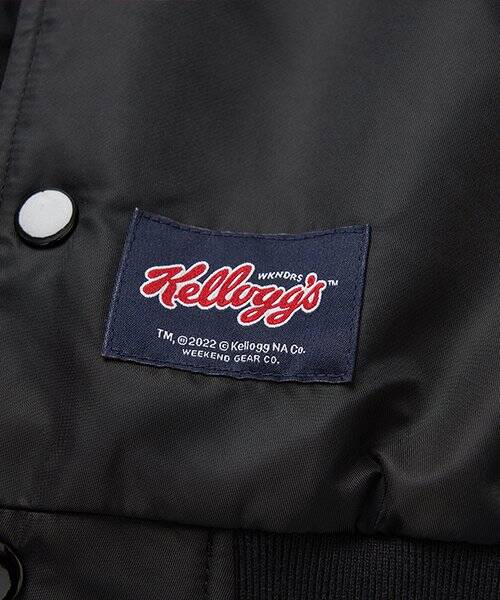 WKNDRS
Kellogg's™
TM, ®2022 © Kellogg NA Co.
WEEKEND GEAR CO.